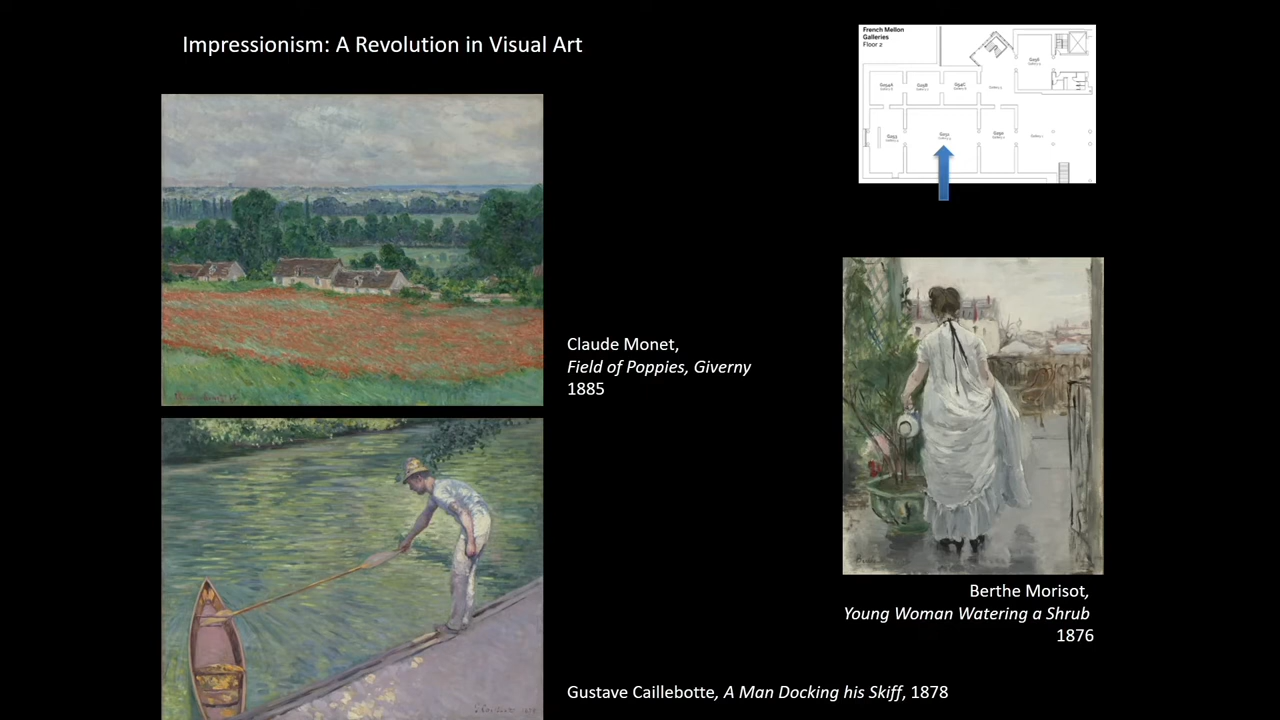 Impressionism: A Revolution in Visual Art
French Mellon
Galleries
Floor 2
Claude Monet,
Field of Poppies, Giverny
1885
Berthe Morisot,
Young Woman Watering a Shrub
1876
Gustave Caillebotte, A Man Docking his Skiff, 1878